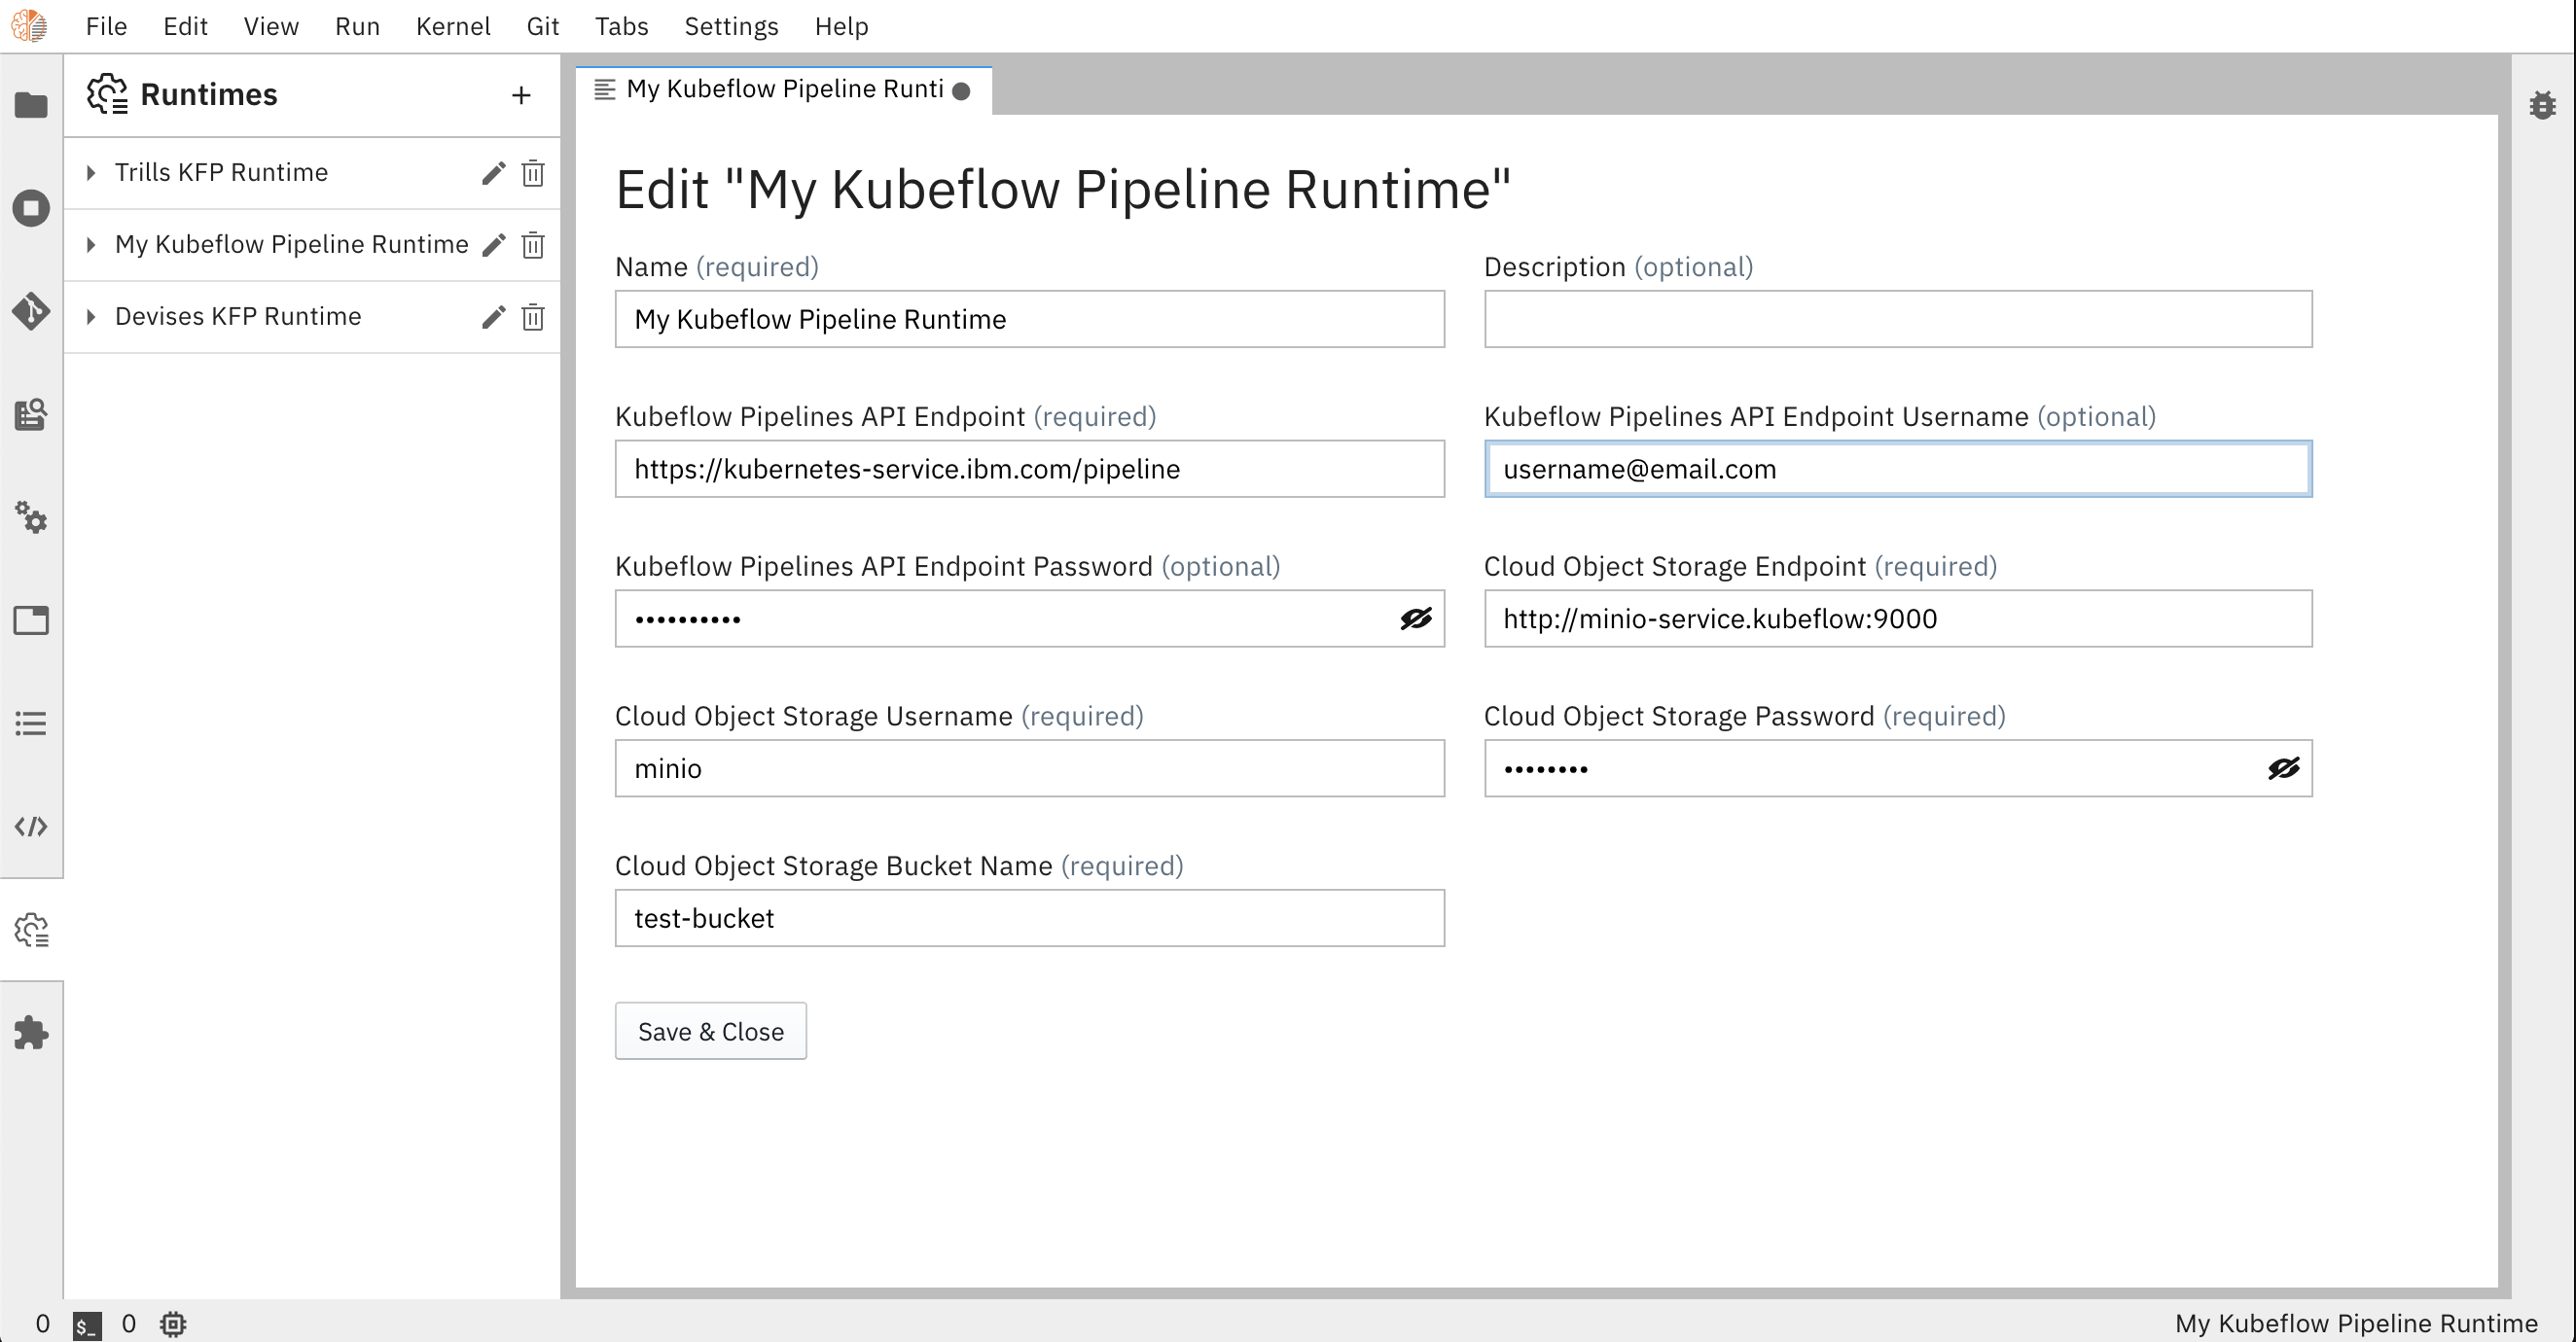 File Edit View Run Kernel Git Tabs Settings Help
Runtimes +
Trills KFP Runtime
My Kubeflow Pipeline Runtime
Devises KFP Runtime
My Kubeflow Pipeline Runti
Edit "My Kubeflow Pipeline Runtime"
Name (required)
My Kubeflow Pipeline Runtime
Description (optional)
Kubeflow Pipelines API Endpoint (required)
https://kubernetes-service.ibm.com/pipeline
Kubeflow Pipelines API Endpoint Username (optional)
username@email.com
Kubeflow Pipelines API Endpoint Password (optional)
••••••••••
Cloud Object Storage Endpoint (required)
http://minio-service.kubeflow:9000
Cloud Object Storage Username (required)
minio
Cloud Object Storage Password (required)
••••••••
Cloud Object Storage Bucket Name (required)
test-bucket
Save & Close
0 $_ 0
My Kubeflow Pipeline Runtime